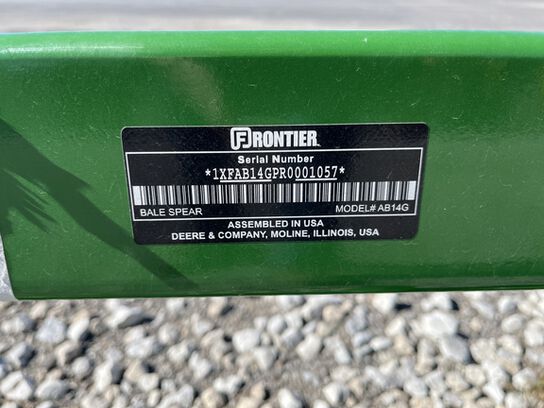 FRONTIER
Serial Number
*1XFAB14GPR0001057*
BALE SPEAR MODEL# AB14G
ASSEMBLED IN USA
DEERE & COMPANY, MOLINE, ILLINOIS, USA